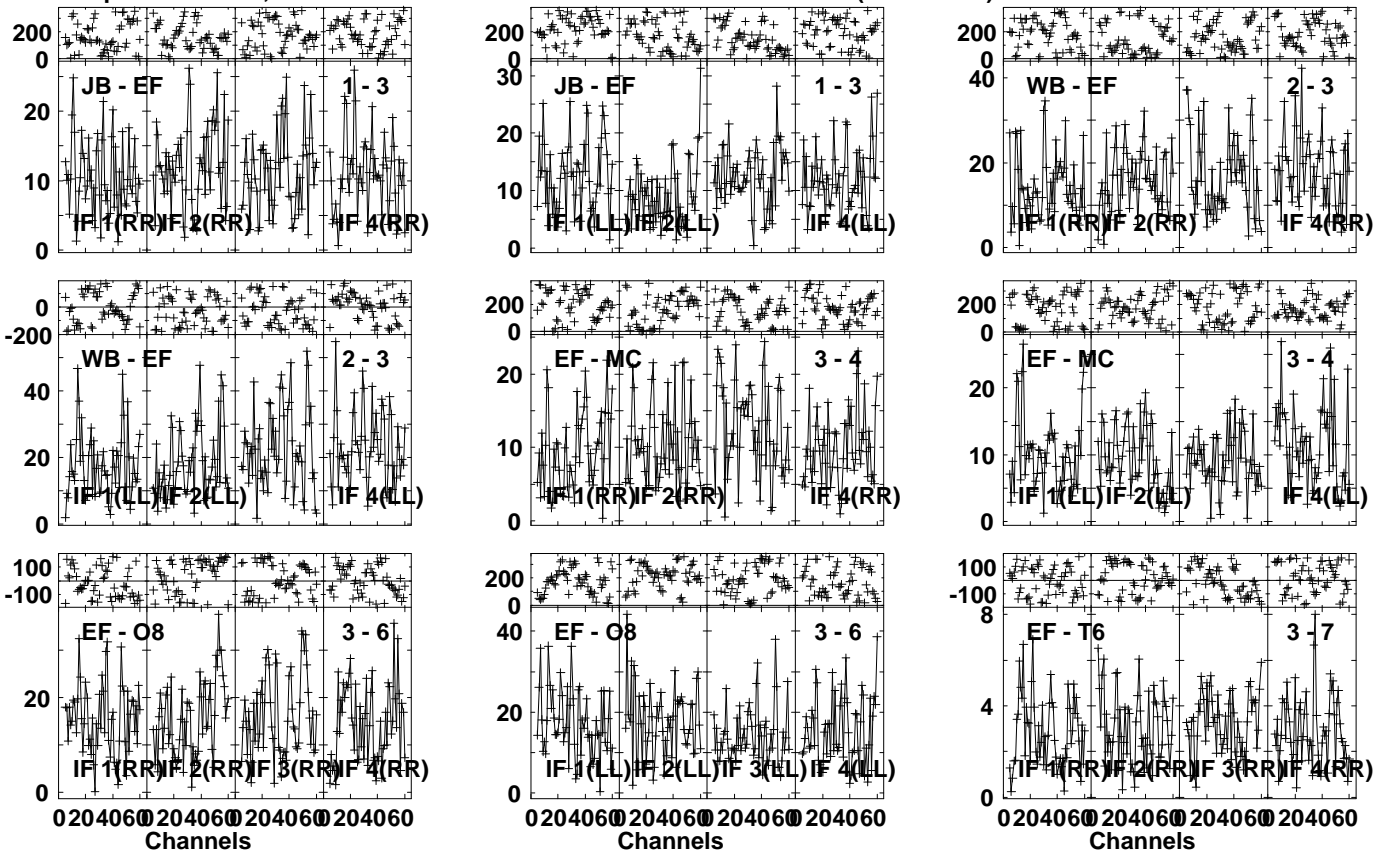 200
0
200
0
200
0
JB - EF 1 - 3
20
10
0
IF 1(RR) IF 2(RR) IF 4(RR)
JB - EF 1 - 3
30
20
10
0
IF 1(LL) IF 2(LL) IF 4(LL)
WB - EF 2 - 3
40
20
0
IF 1(RR) IF 2(RR) IF 4(RR)
0
-200
200
0
200
0
WB - EF 2 - 3
40
20
0
IF 1(LL) IF 2(LL) IF 4(LL)
EF - MC 3 - 4
20
10
0
IF 1(RR) IF 2(RR) IF 4(RR)
EF - MC 3 - 4
20
10
0
IF 1(LL) IF 2(LL) IF 4(LL)
100
-100
200
0
100
-100
EF - O8 3 - 6
20
0
IF 1(RR) IF 2(RR) IF 3(RR) IF 4(RR)
EF - O8 3 - 6
40
20
0
IF 1(LL) IF 2(LL) IF 3(LL) IF 4(LL)
EF - T6 3 - 7
8
4
0
IF 1(RR) IF 2(RR) IF 3(RR) IF 4(RR)
0 20 40 60 0 20 40 60 0 20 40 60 0 20 40 60
0 20 40 60 0 20 40 60 0 20 40 60 0 20 40 60
0 20 40 60 0 20 40 60 0 20 40 60 0 20 40 60
Channels Channels Channels